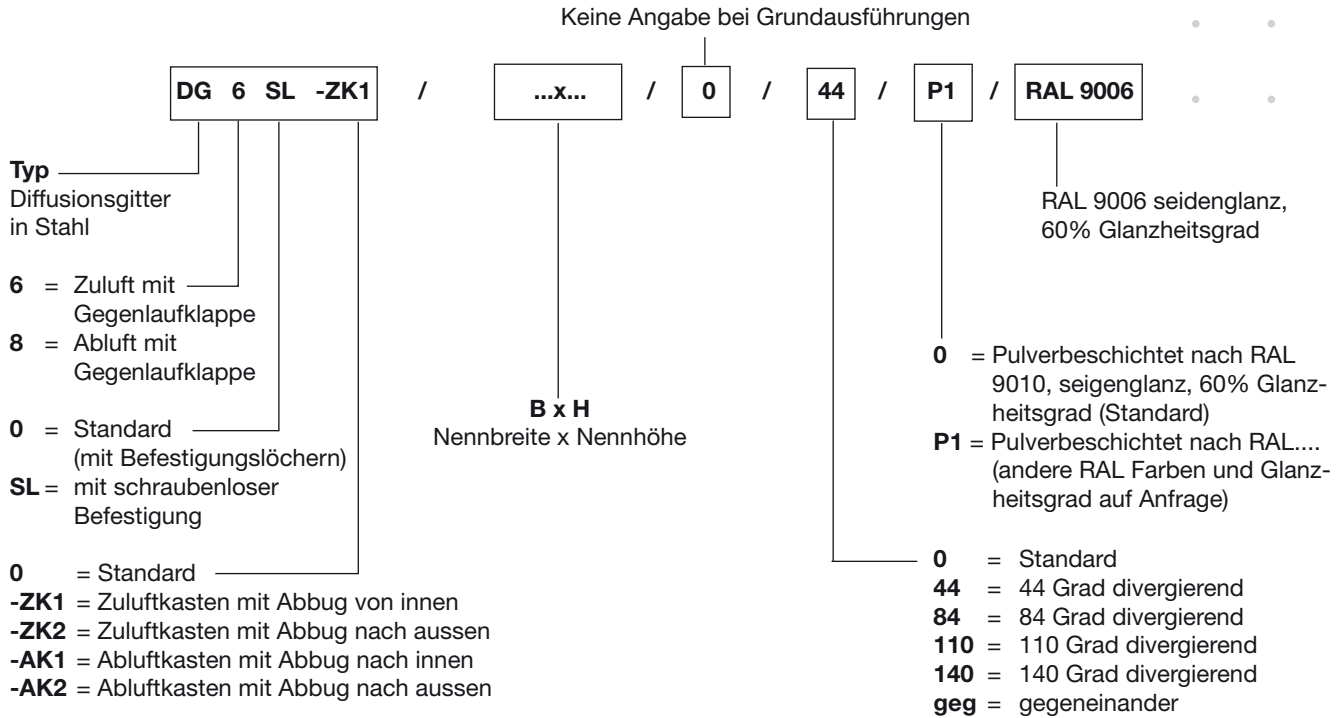 Keine Angabe bei Grundausführungen
DG 6 SL -ZK1 / ...x... / 0 / 44 / P1 / RAL 9006
Typ
Diffusionsgitter
in Stahl
RAL 9006 seidenglanz,
60% Glanzheitsgrad
6 = Zuluft mit
Gegenlaufklappe
8 = Abluft mit
Gegenlaufklappe
0 = Standard
(mit Befestigungslöchern)
SL = mit schraubenloser
Befestigung
0 = Standard
-ZK1 = Zuluftkasten mit Abbug von innen
-ZK2 = Zuluftkasten mit Abbug nach aussen
-AK1 = Abluftkasten mit Abbug nach innen
-AK2 = Abluftkasten mit Abbug nach aussen
B x H
Nennbreite x Nennhöhe
0 = Pulverbeschichtet nach RAL
9010, seigenglanz, 60% Glanz-
heitsgrad (Standard)
P1 = Pulverbeschichtet nach RAL....
(andere RAL Farben und Glanz-
heitsgrad auf Anfrage)
0 = Standard
44 = 44 Grad divergierend
84 = 84 Grad divergierend
110 = 110 Grad divergierend
140 = 140 Grad divergierend
geg = gegeneinander